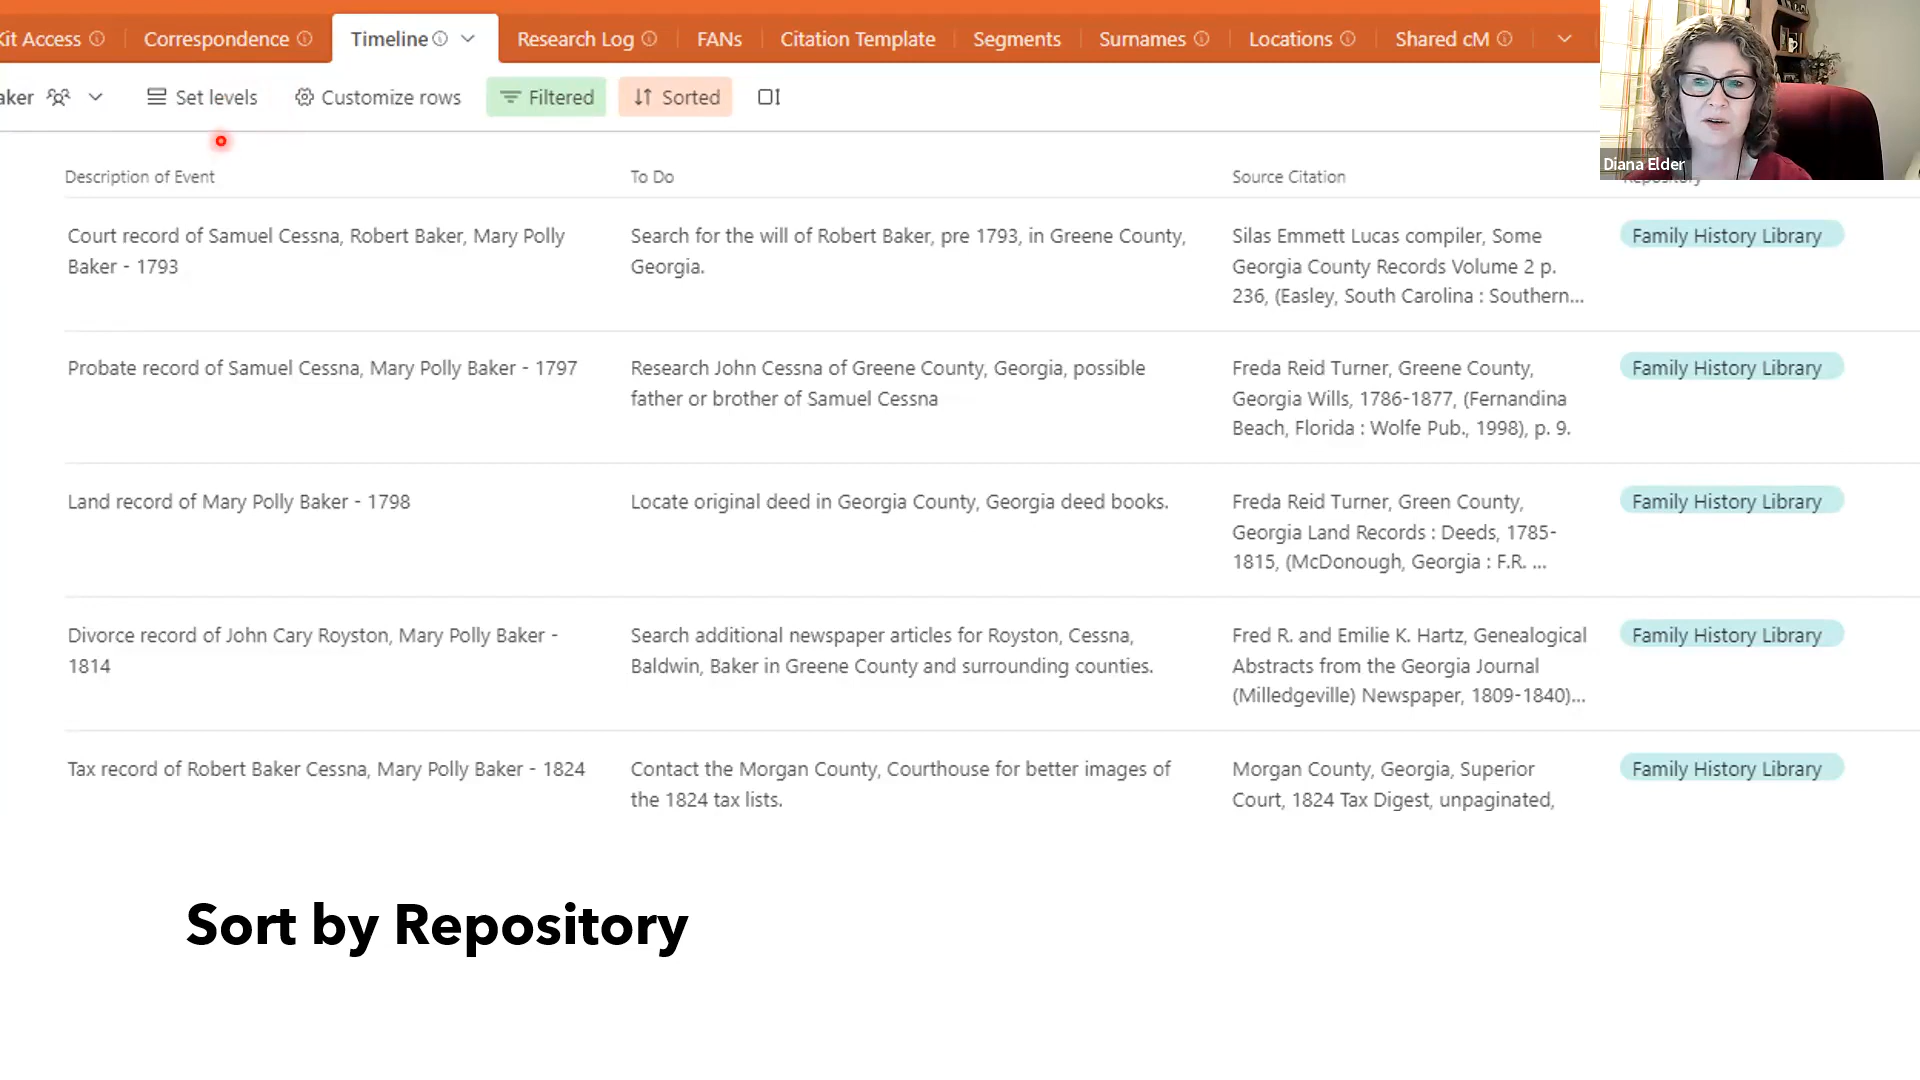 Kit Access
Correspondence
Timeline
Research Log
FANs
Citation Template
Segments
Surnames
Locations
Shared cM
aker
Set levels
Customize rows
Filtered
Sorted
Diana Elder
Description of Event
To Do
Source Citation
Repository
Court record of Samuel Cessna, Robert Baker, Mary Polly
Baker - 1793
Search for the will of Robert Baker, pre 1793, in Greene County,
Georgia.
Silas Emmett Lucas compiler, Some
Georgia County Records Volume 2 p.
236, (Easley, South Carolina : Southern...
Family History Library
Probate record of Samuel Cessna, Mary Polly Baker - 1797
Research John Cessna of Greene County, Georgia, possible
father or brother of Samuel Cessna
Freda Reid Turner, Greene County,
Georgia Wills, 1786-1877, (Fernandina
Beach, Florida : Wolfe Pub., 1998), p. 9.
Family History Library
Land record of Mary Polly Baker - 1798
Locate original deed in Georgia County, Georgia deed books.
Freda Reid Turner, Green County,
Georgia Land Records : Deeds, 1785-
1815, (McDonough, Georgia : F.R. ...
Family History Library
Divorce record of John Cary Royston, Mary Polly Baker -
1814
Search additional newspaper articles for Royston, Cessna,
Baldwin, Baker in Greene County and surrounding counties.
Fred R. and Emilie K. Hartz, Genealogical
Abstracts from the Georgia Journal
(Milledgeville) Newspaper, 1809-1840)...
Family History Library
Tax record of Robert Baker Cessna, Mary Polly Baker - 1824
Contact the Morgan County, Courthouse for better images of
the 1824 tax lists.
Morgan County, Georgia, Superior
Court, 1824 Tax Digest, unpaginated,
Family History Library
Sort by Repository